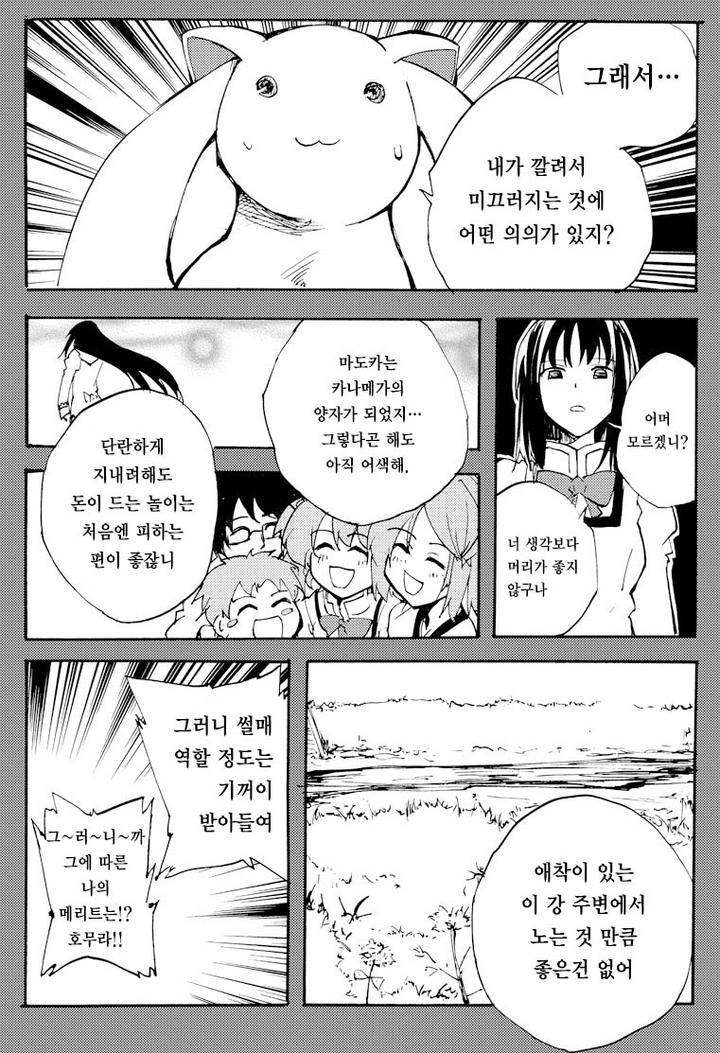 그래서…
내가 깔려서
미끄러지는 것에
어떤 의의가 있지?
어머
모르겠니?
너 생각보다
머리가 좋지
않구나
마도카는
카나메가의
양자가 되었지…
그렇다곤 해도
아직 어색해.
단란하게
지내려해도
돈이 드는 놀이는
처음엔 피하는
편이 좋잖니
애착이 있는
이 강 주변에서
노는 것 만큼
좋은건 없어
그러니 썰매
역할 정도는
기꺼이
받아들여
그~러~니~까
그에 따른
나의
메리트는!?
호무라!!